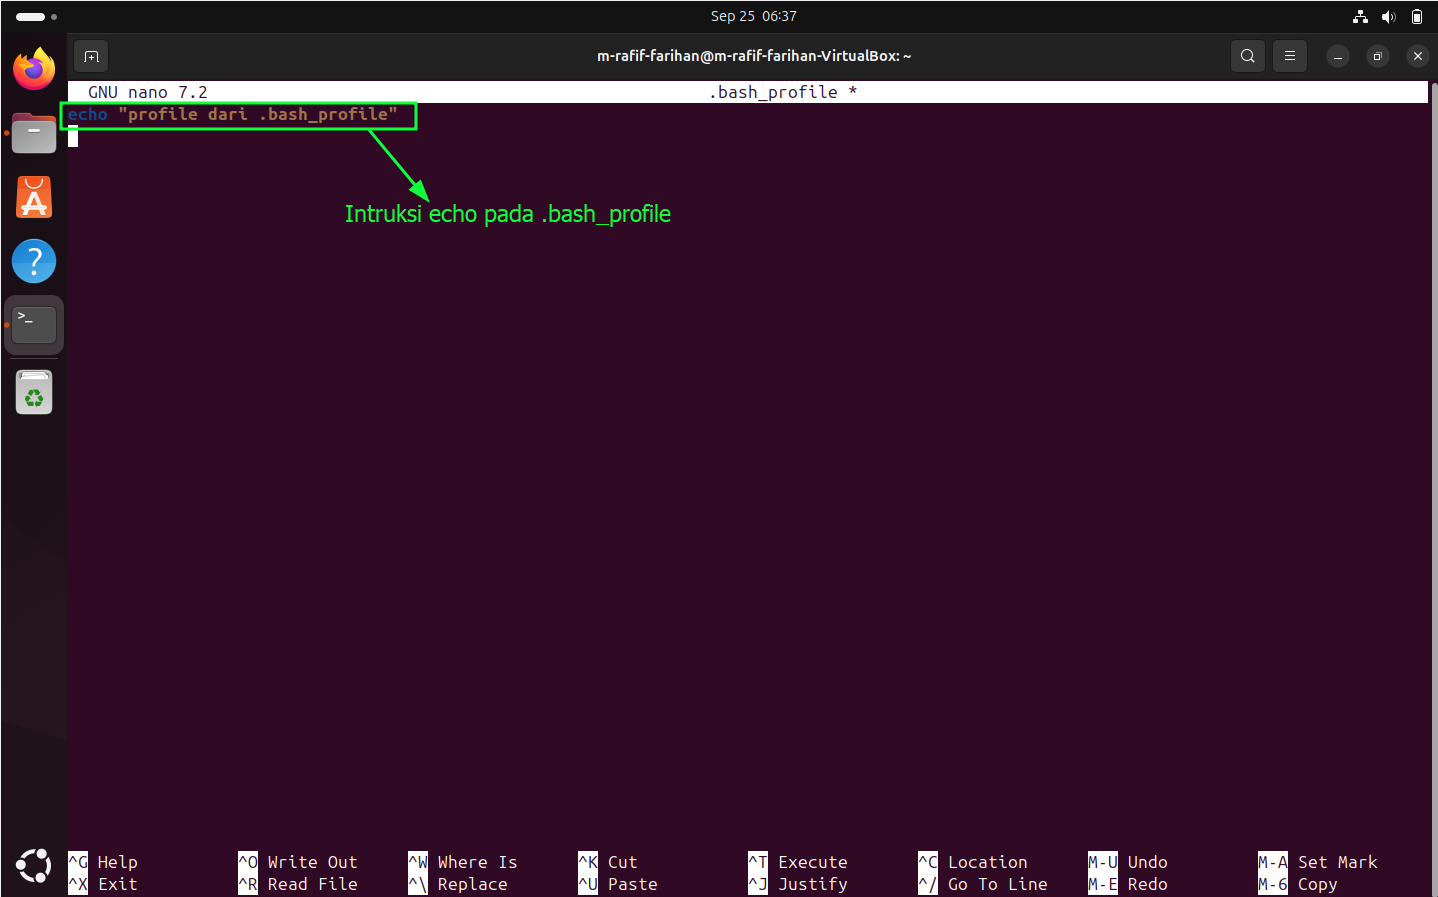 Sep 25 06:37
m-rafif-farihan@m-rafif-farihan-VirtualBox: ~
GNU nano 7.2 .bash_profile *
echo "profile dari .bash_profile"
Intruksi echo pada .bash_profile
>_
?
^G Help ^O Write Out ^W Where Is ^K Cut ^T Execute ^C Location M-U Undo M-A Set Mark
^X Exit ^R Read File ^\ Replace ^U Paste ^J Justify ^/ Go To Line M-E Redo M-6 Copy